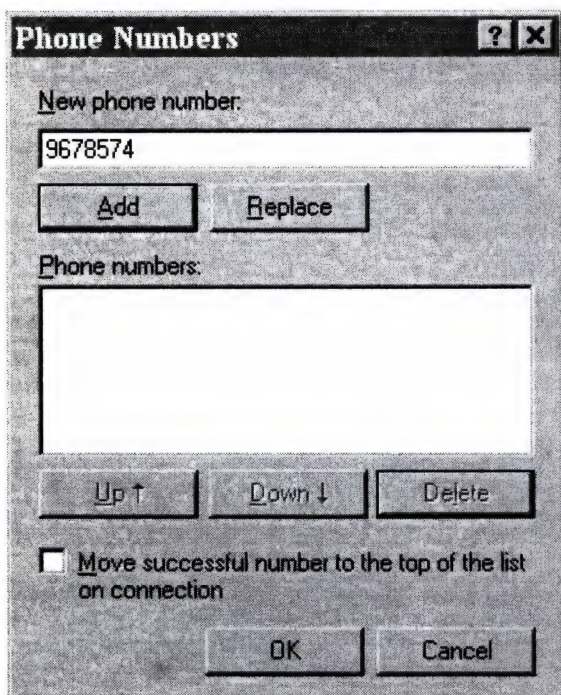 Phone Numbers
New phone number:
9678574
Add Replace
Phone numbers:
Up ↑ Down ↓ Delete
Move successful number to the top of the list
on connection
OK Cancel